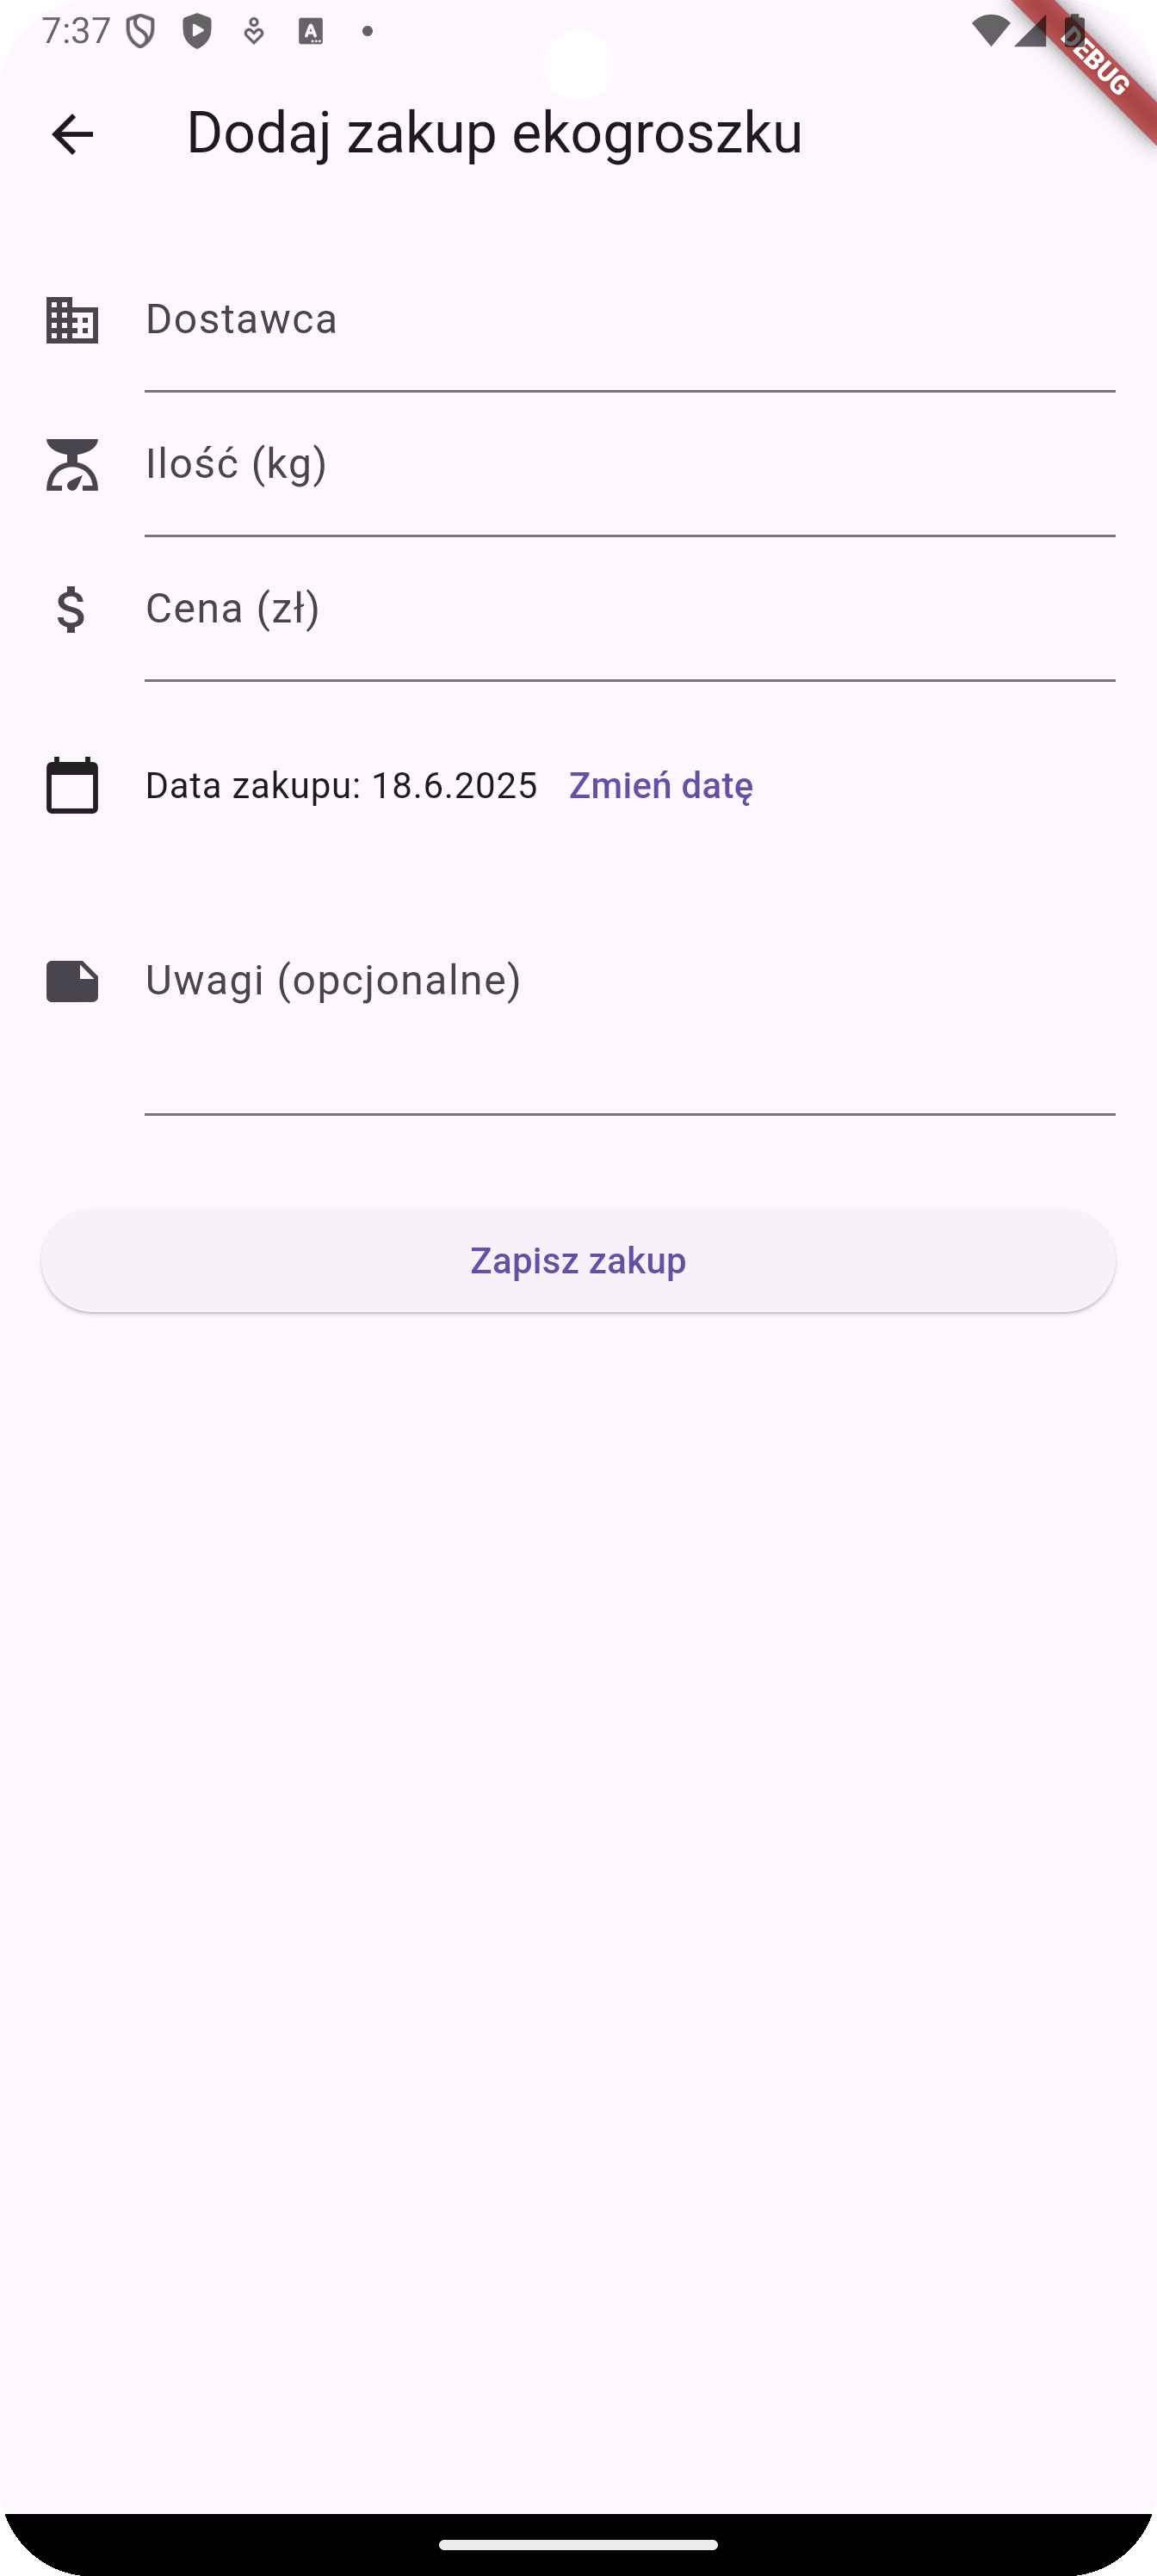 7:37
DEBUG
Dodaj zakup ekogroszku
Dostawca
Ilość (kg)
Cena (zł)
Data zakupu: 18.6.2025 Zmień datę
Uwagi (opcjonalne)
Zapisz zakup